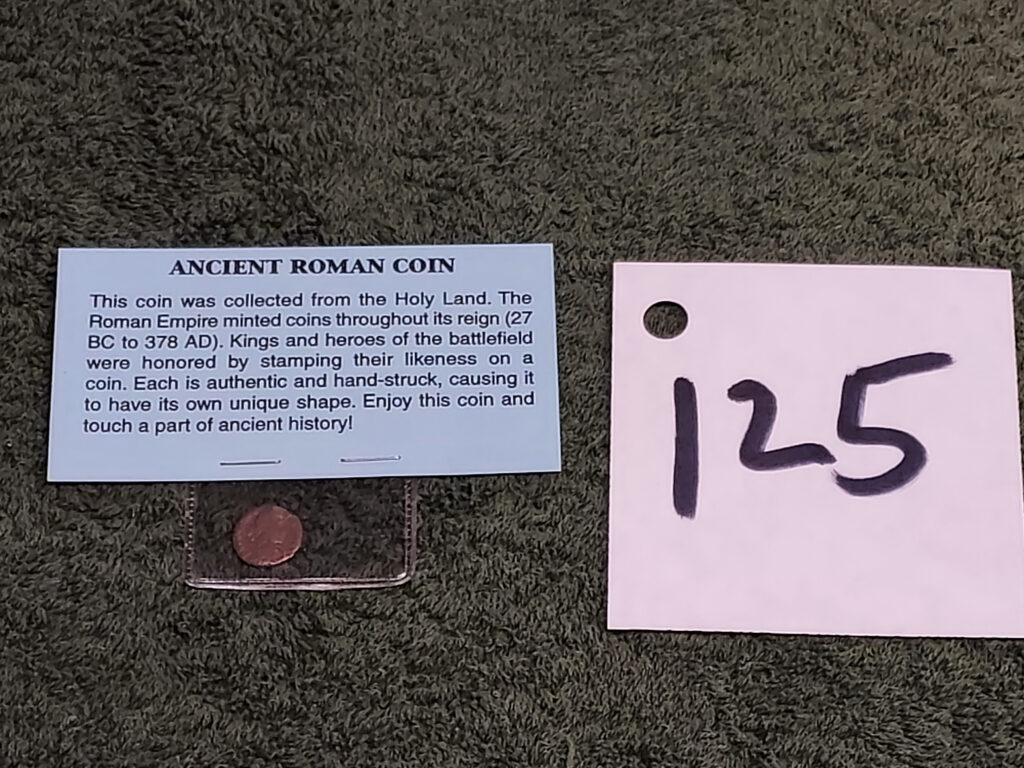 ANCIENT ROMAN COIN
This coin was collected from the Holy Land. The
Roman Empire minted coins throughout its reign (27
BC to 378 AD). Kings and heroes of the battlefield
were honored by stamping their likeness on a
coin. Each is authentic and hand-struck, causing it
to have its own unique shape. Enjoy this coin and
touch a part of ancient history!
125